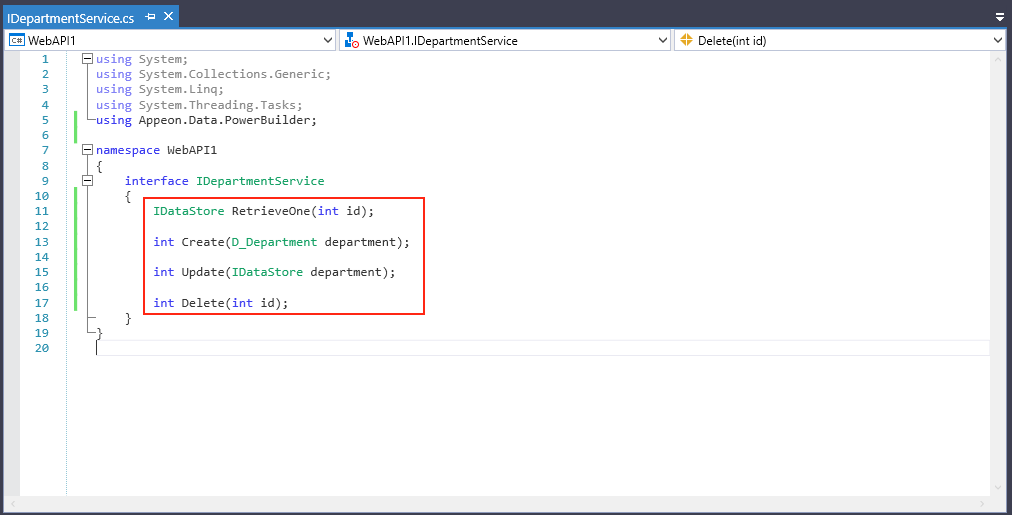 IDepartmentService.cs
C# WebAPI1 WebAPI1.IDepartmentService Delete(int id)
1 using System;
2 using System.Collections.Generic;
3 using System.Linq;
4 using System.Threading.Tasks;
5 using Appeon.Data.PowerBuilder;
6
7 namespace WebAPI1
8 {
9 interface IDepartmentService
10 {
11 IDataStore RetrieveOne(int id);
12
13 int Create(D_Department department);
14
15 int Update(IDataStore department);
16
17 int Delete(int id);
18 }
19 }
20